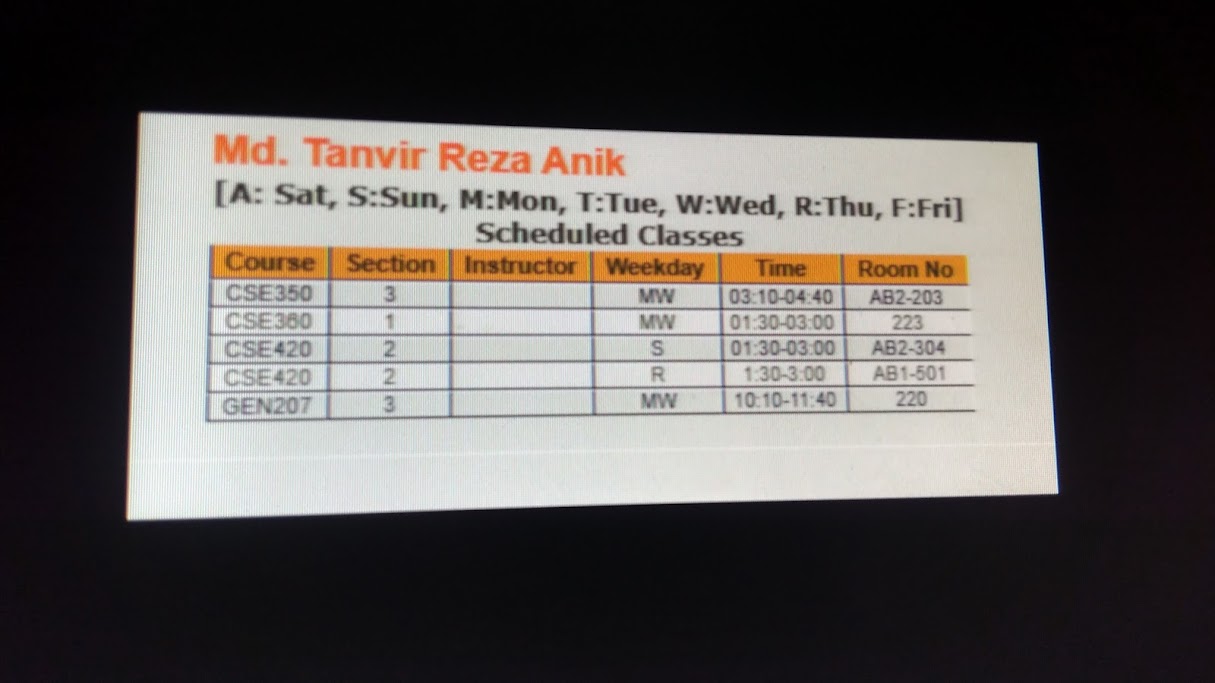 Md. Tanvir Reza Anik
[A: Sat, S:Sun, M:Mon, T:Tue, W:Wed, R:Thu, F:Fri]
Scheduled Classes
Course Section Instructor Weekday Time Room No
CSE350 3 MW 03:10-04:40 AB2-203
CSE360 1 MW 01:30-03:00 223
CSE420 2 S 01:30-03:00 AB2-304
CSE420 2 R 1:30-3:00 AB1-501
GEN207 3 MW 10:10-11:40 220